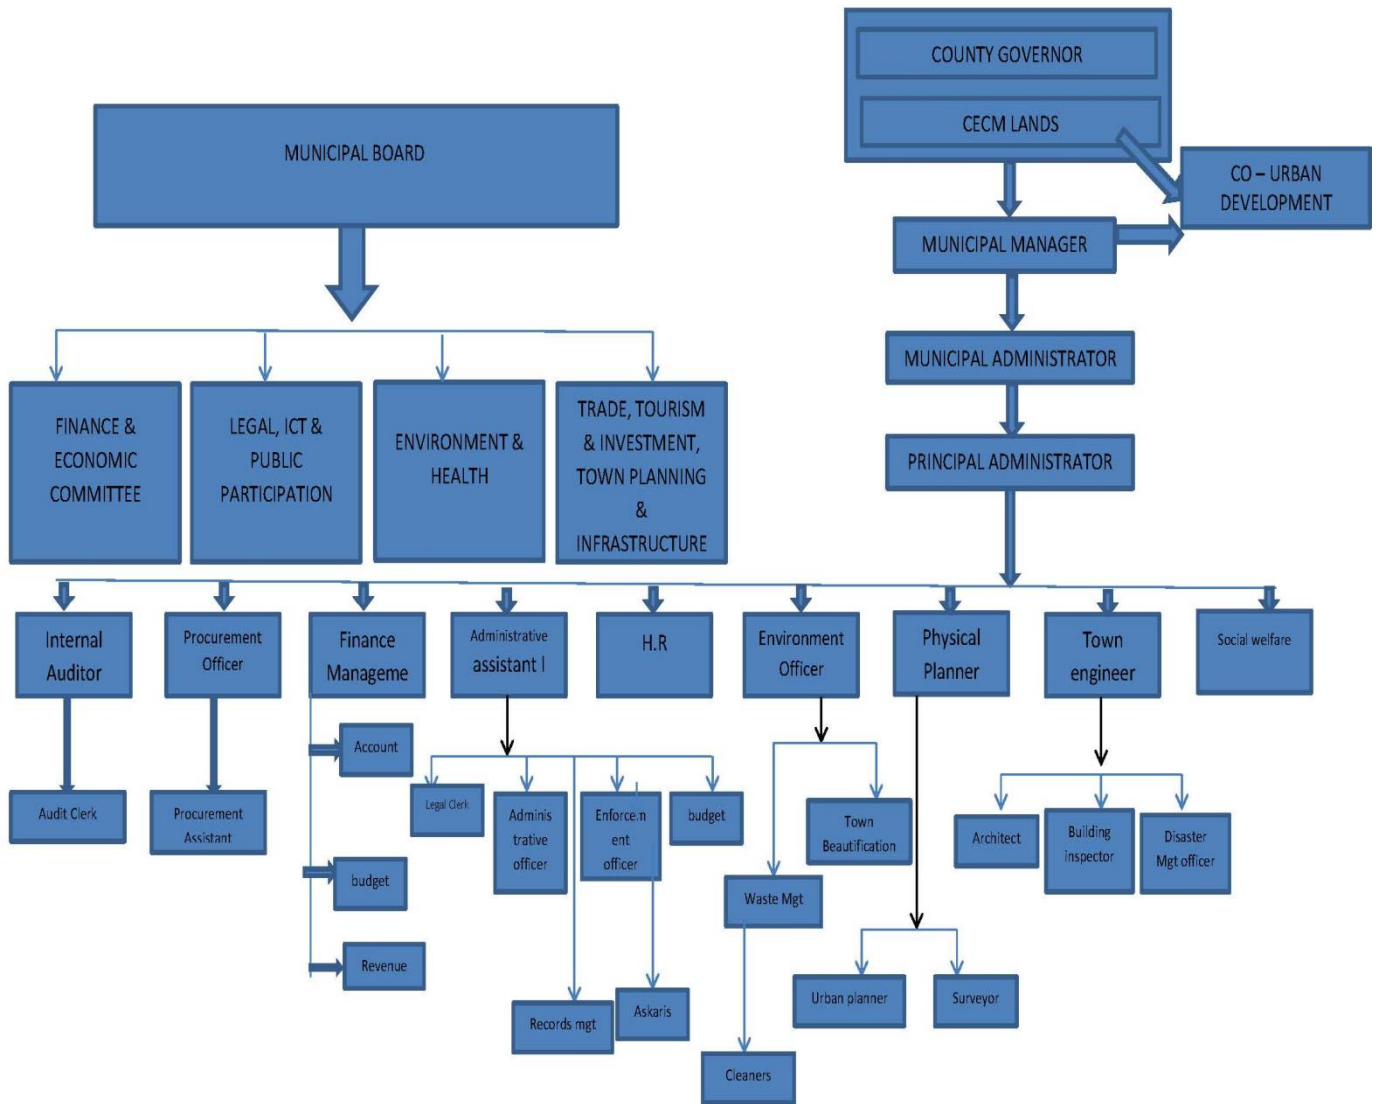 COUNTY GOVERNOR
CECM LANDS
MUNICIPAL BOARD
CO – URBAN
DEVELOPMENT
MUNICIPAL MANAGER
MUNICIPAL ADMINISTRATOR
PRINCIPAL ADMINISTRATOR
FINANCE &
ECONOMIC
COMMITTEE
LEGAL, ICT &
PUBLIC
PARTICIPATION
ENVIRONMENT &
HEALTH
TRADE, TOURISM
& INVESTMENT,
TOWN PLANNING
&
INFRASTRUCTURE
Internal
Auditor
Procurement
Officer
Finance
Manageme
Administrative
assistant I
H.R
Environment
Officer
Physical
Planner
Town
engineer
Social welfare
Audit Clerk
Procurement
Assistant
Account
budget
Revenue
Legal Clerk
Adminis
trative
officer
Enforcem
ent
officer
budget
Records mgt
Askaris
Town
Beautification
Waste Mgt
Cleaners
Urban planner
Surveyor
Architect
Building
inspector
Disaster
Mgt officer